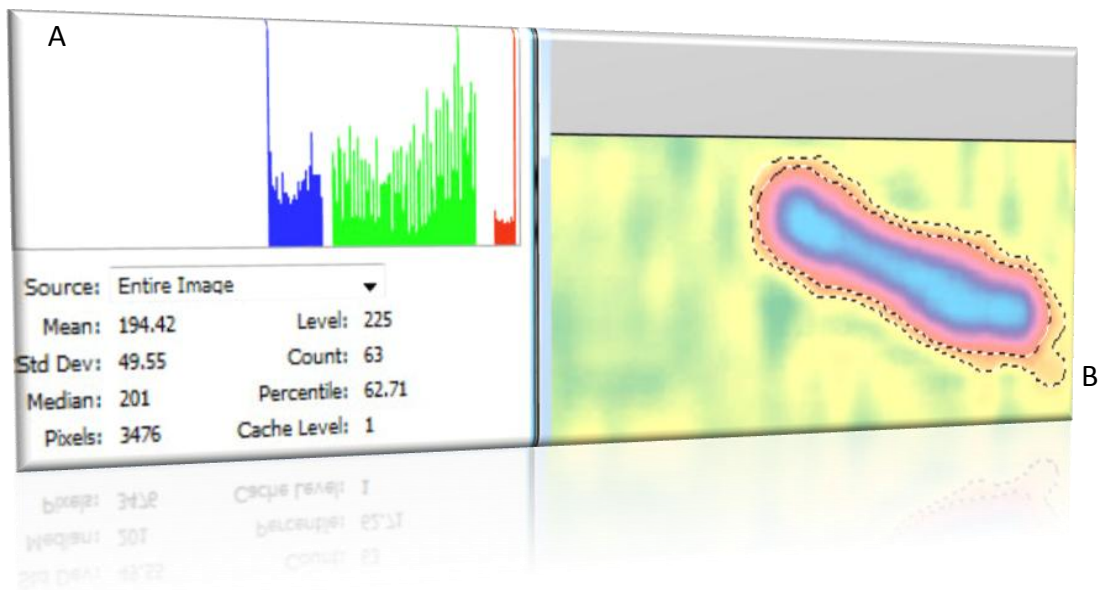 A
Source: Entire Image
Mean: 194.42 Level: 225
Std Dev: 49.55 Count: 63
Median: 201 Percentile: 62.71
Pixels: 3476 Cache Level: 1
B